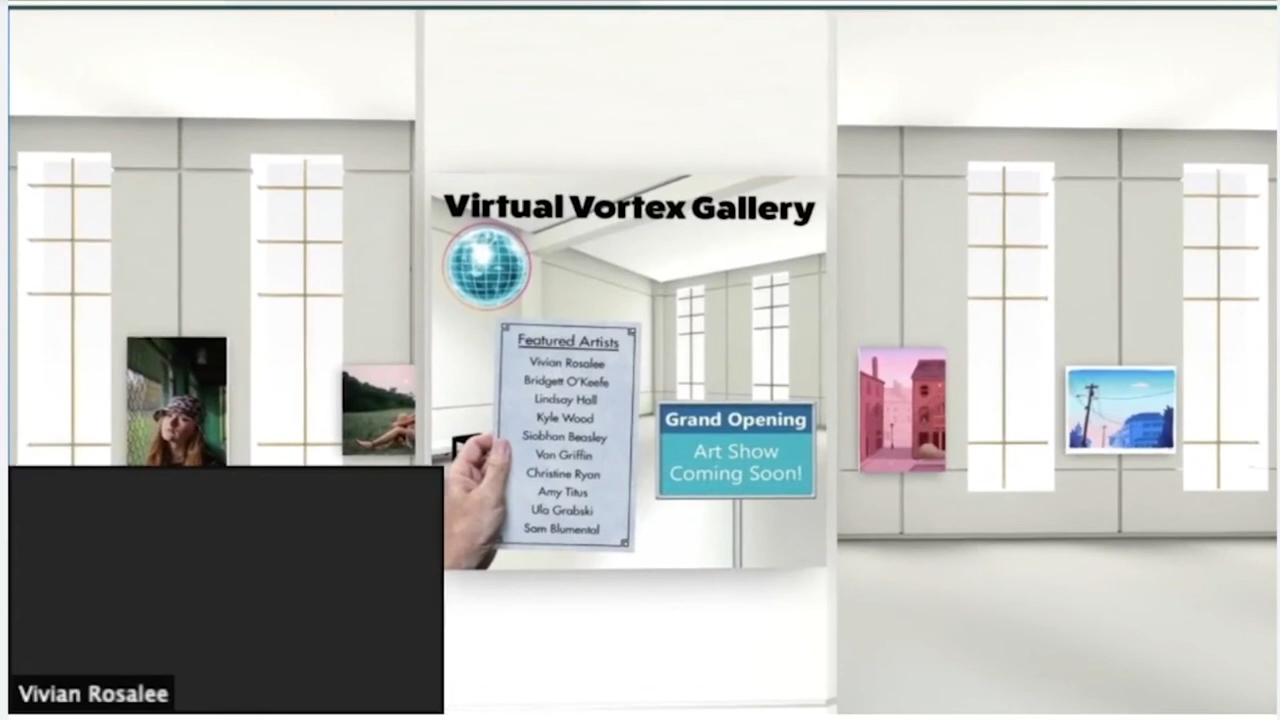 Virtual Vortex Gallery
Featured Artists
Vivian Rosalee
Bridgett O'Keefe
Lindsay Hall
Kyle Wood
Siobhan Beasley
Van Griffin
Christine Ryan
Amy Titus
Ula Grabski
Sam Blumental
Grand Opening
Art Show
Coming Soon!
Vivian Rosalee